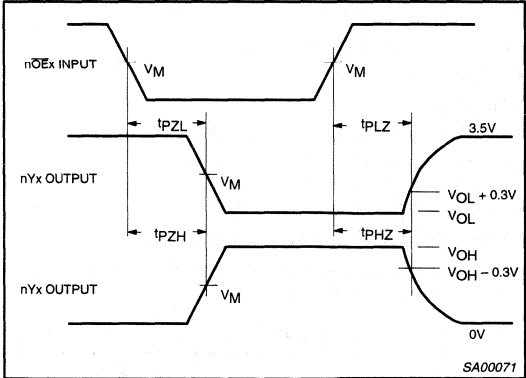 nOEx INPUT
VM
VM
tPZL
tPLZ
3.5V
nYx OUTPUT
VM
VOL + 0.3V
VOL
tPZH
tPHZ
VOH
VOH – 0.3V
nYx OUTPUT
VM
0V
SA00071